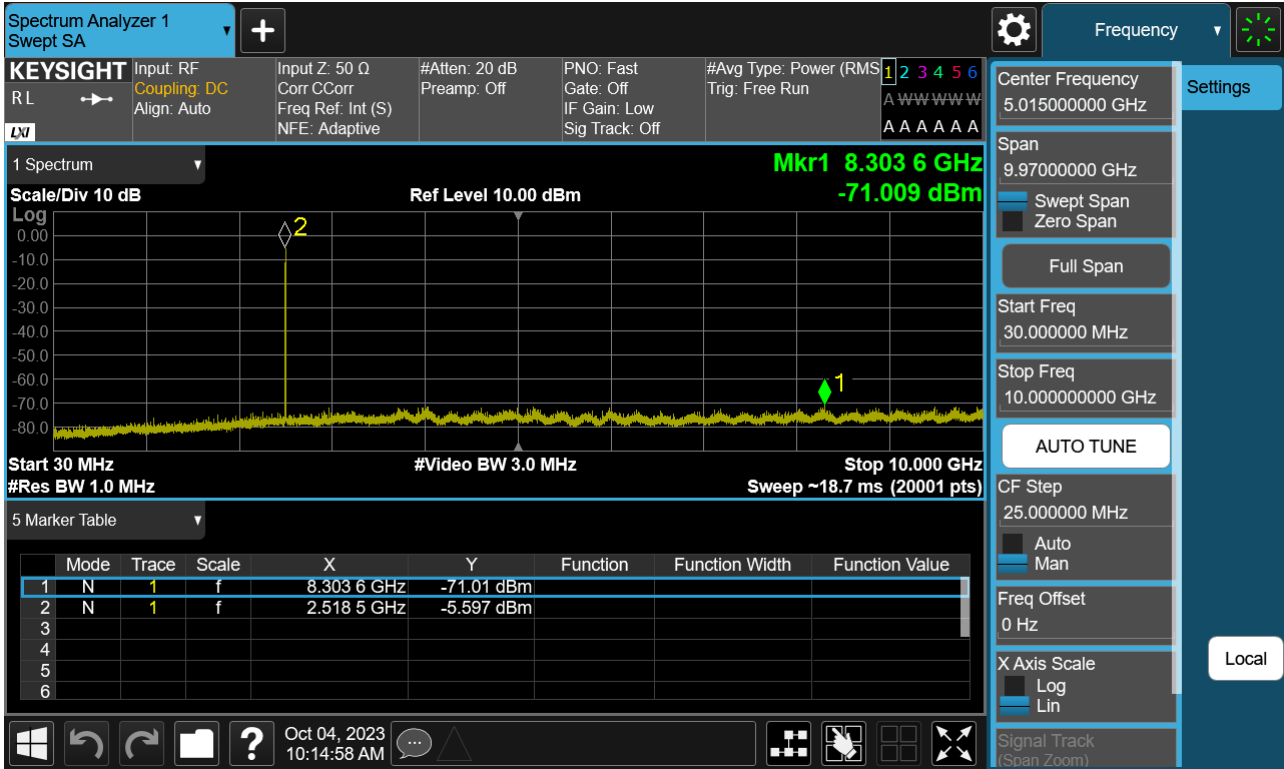 Spectrum Analyzer 1
Swept SA
+
Frequency
KEYSIGHT
R L
LXI
Input: RF
Coupling: DC
Align: Auto
Input Z: 50 Ω
Corr CCorr
Freq Ref: Int (S)
NFE: Adaptive
#Atten: 20 dB
Preamp: Off
PNO: Fast
Gate: Off
IF Gain: Low
Sig Track: Off
#Avg Type: Power (RMS
Trig: Free Run
1 2 3 4 5 6
A W W W W W
A A A A A A
1 Spectrum
Mkr1 8.303 6 GHz
-71.009 dBm
Scale/Div 10 dB
Ref Level 10.00 dBm
Log
0.00
-10.0
-20.0
-30.0
-40.0
-50.0
-60.0
-70.0
-80.0
2
1
Start 30 MHz
#Video BW 3.0 MHz
Stop 10.000 GHz
#Res BW 1.0 MHz
Sweep ~18.7 ms (20001 pts)
5 Marker Table
Mode Trace Scale X Y Function Function Width Function Value
1 N 1 f 8.303 6 GHz -71.01 dBm
2 N 1 f 2.518 5 GHz -5.597 dBm
3
4
5
6
Oct 04, 2023
10:14:58 AM
?
Center Frequency
5.015000000 GHz
Settings
Span
9.97000000 GHz
Swept Span
Zero Span
Full Span
Start Freq
30.000000 MHz
Stop Freq
10.000000000 GHz
AUTO TUNE
CF Step
25.000000 MHz
Auto
Man
Freq Offset
0 Hz
X Axis Scale
Log
Lin
Local
Signal Track
(Span Zoom)